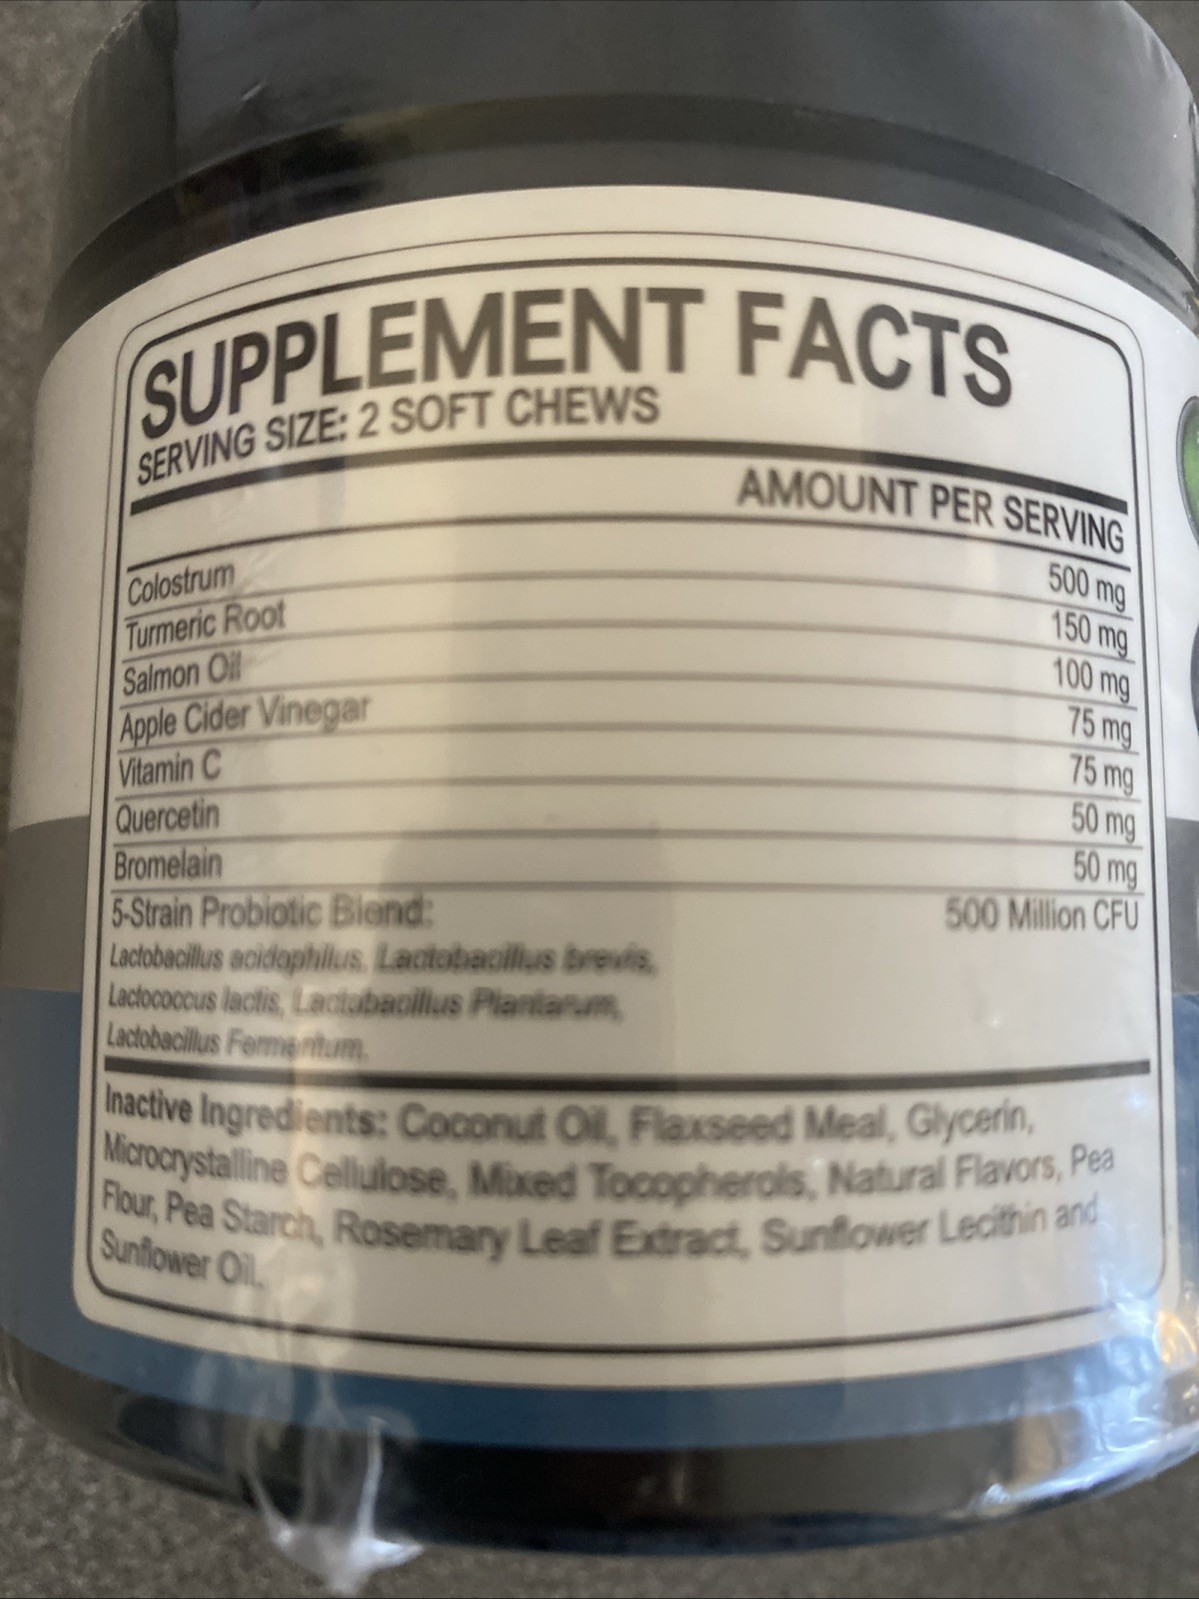 SUPPLEMENT FACTS
SERVING SIZE: 2 SOFT CHEWS
AMOUNT PER SERVING
Colostrum 500 mg
Turmeric Root 150 mg
Salmon Oil 100 mg
Apple Cider Vinegar 75 mg
Vitamin C 75 mg
Quercetin 50 mg
Bromelain 50 mg
5-Strain Probiotic Blend: 500 Million CFU
Lactobacillus acidophilus, Lactobacillus brevis,
Lactococcus lactis, Lactobacillus Plantarum,
Lactobacillus Fermentum.
Inactive Ingredients: Coconut Oil, Flaxseed Meal, Glycerin,
Microcrystalline Cellulose, Mixed Tocopherols, Natural Flavors, Pea
Flour, Pea Starch, Rosemary Leaf Extract, Sunflower Lecithin and
Sunflower Oil.